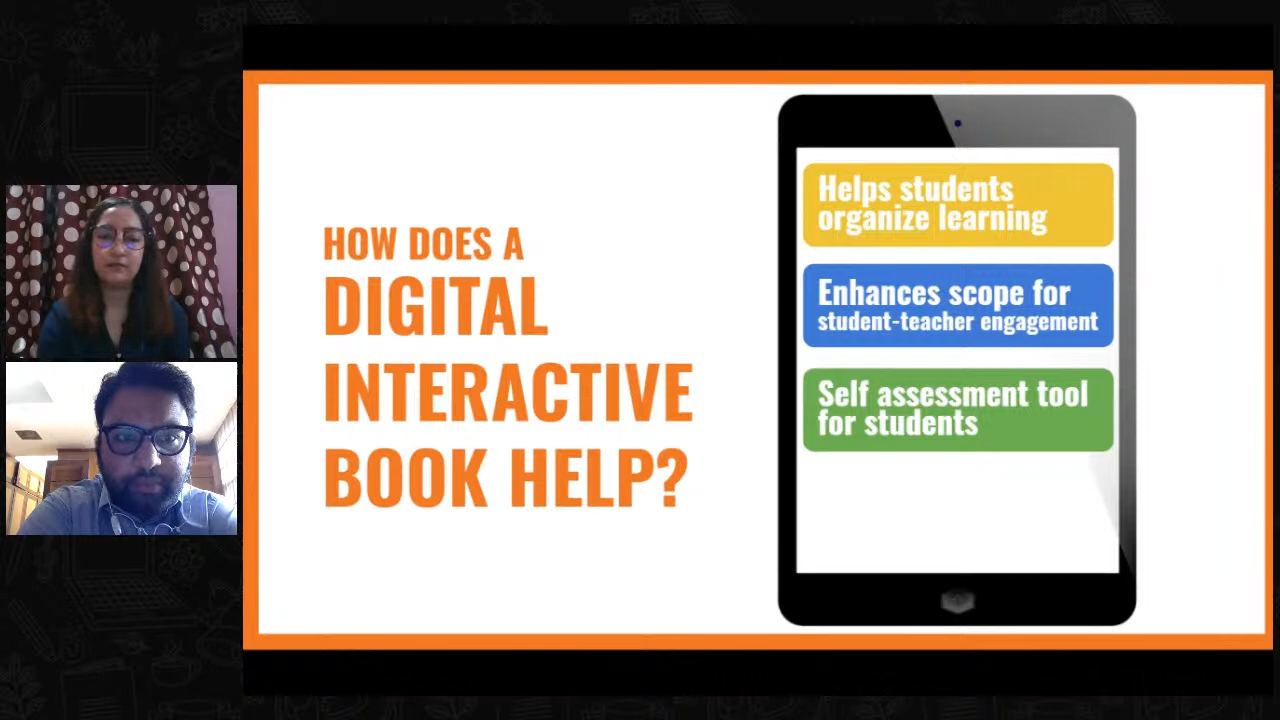 HOW DOES A
DIGITAL
INTERACTIVE
BOOK HELP?
Helps students
organize learning
Enhances scope for
student-teacher engagement
Self assessment tool
for students